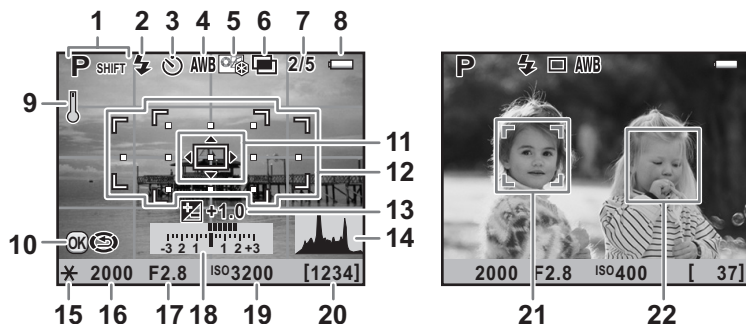 1 2 3 4 5 6 7 8
P SHIFT AWB 2/5
P AWB
9
11
12
+1.0
13
10 OK
-3 2 1 1 2 +3
14
2000 F2.8 ISO3200 [1234]
2000 F2.8 ISO400 [ 37]
15 16 17 18 19 20
21 22